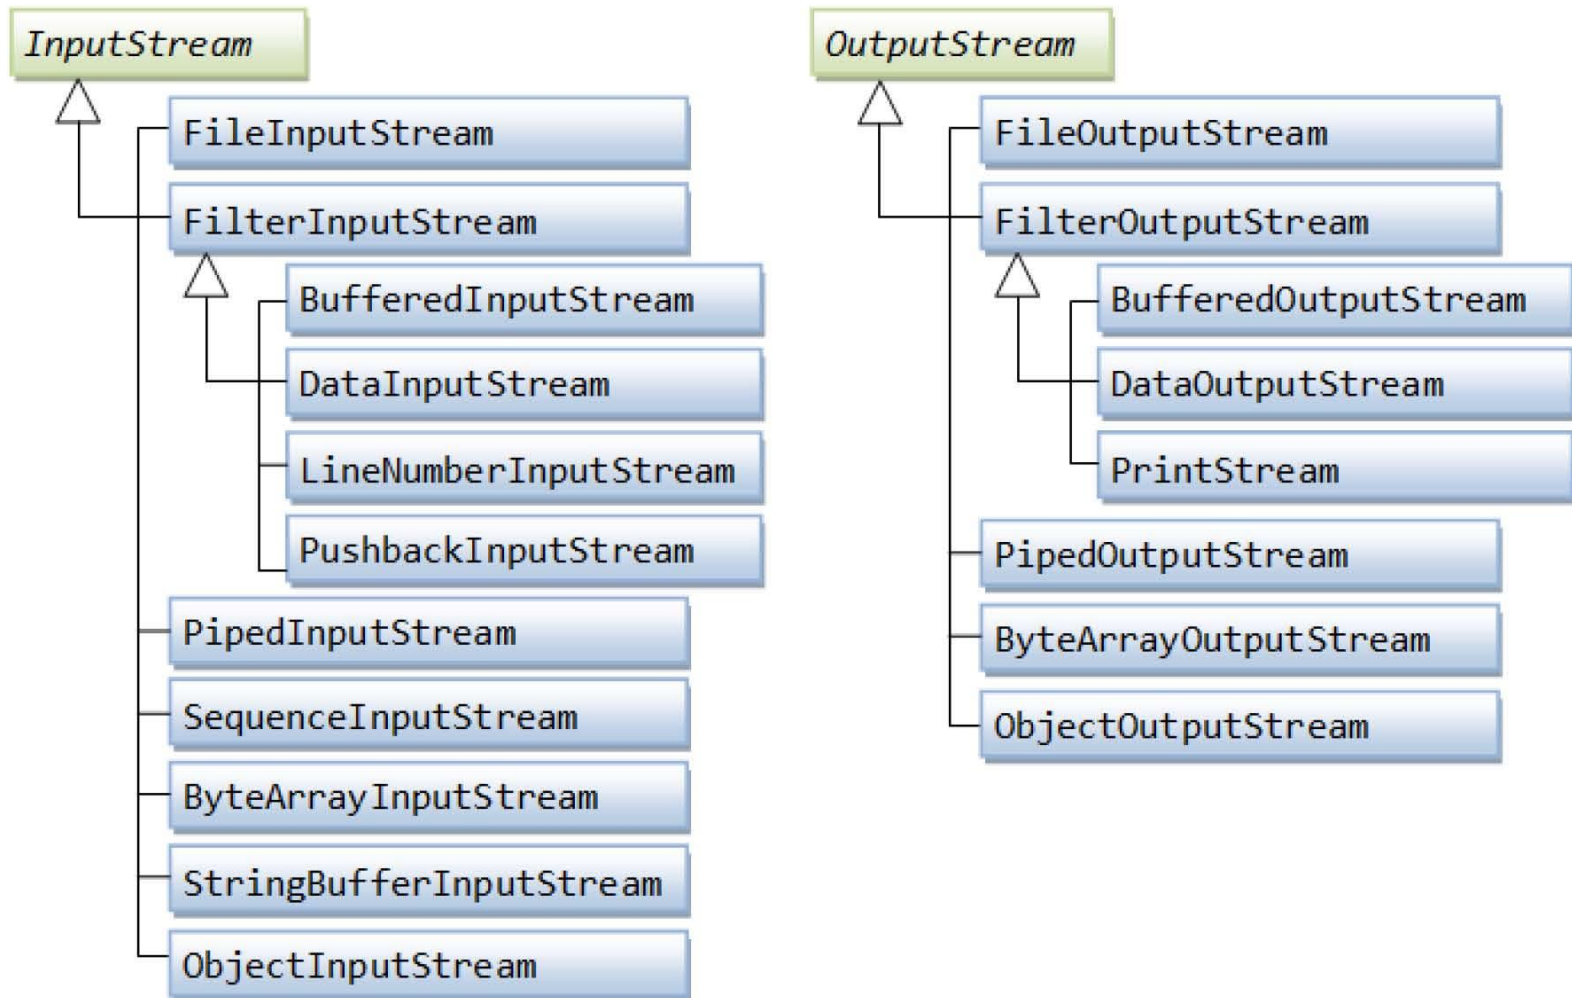 InputStream
FileInputStream
FilterInputStream
BufferedInputStream
DataInputStream
LineNumberInputStream
PushbackInputStream
PipedInputStream
SequenceInputStream
ByteArrayInputStream
StringBufferInputStream
ObjectInputStream
OutputStream
FileOutputStream
FilterOutputStream
BufferedOutputStream
DataOutputStream
PrintStream
PipedOutputStream
ByteArrayOutputStream
ObjectOutputStream